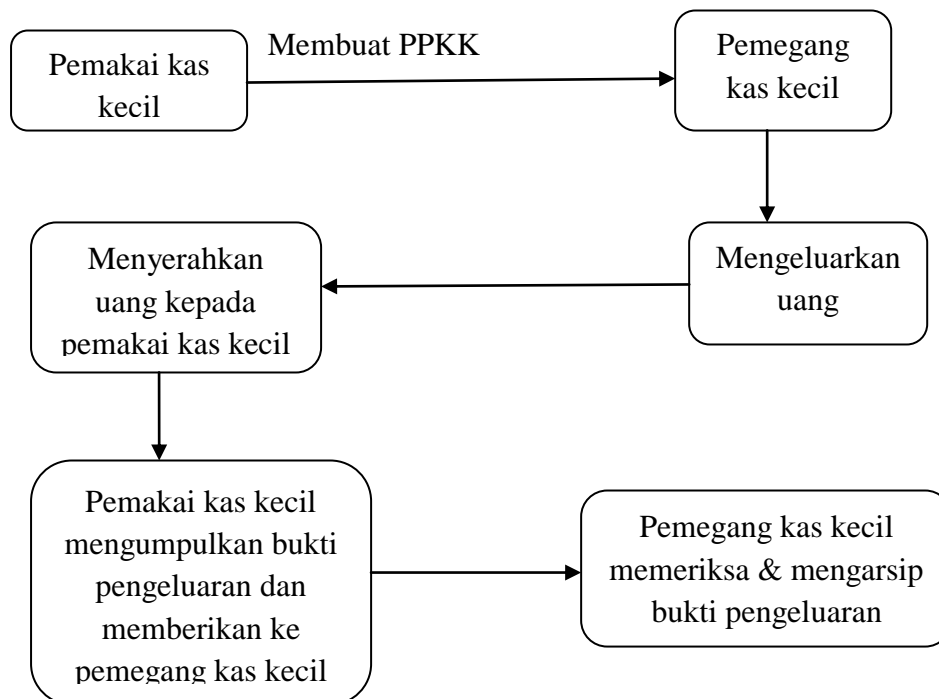 Pemakai kas
kecil
Membuat PPKK
Pemegang
kas kecil
Mengeluarkan
uang
Menyerahkan
uang kepada
pemakai kas kecil
Pemakai kas kecil
mengumpulkan bukti
pengeluaran dan
memberikan ke
pemegang kas kecil
Pemegang kas kecil
memeriksa & mengarsip
bukti pengeluaran